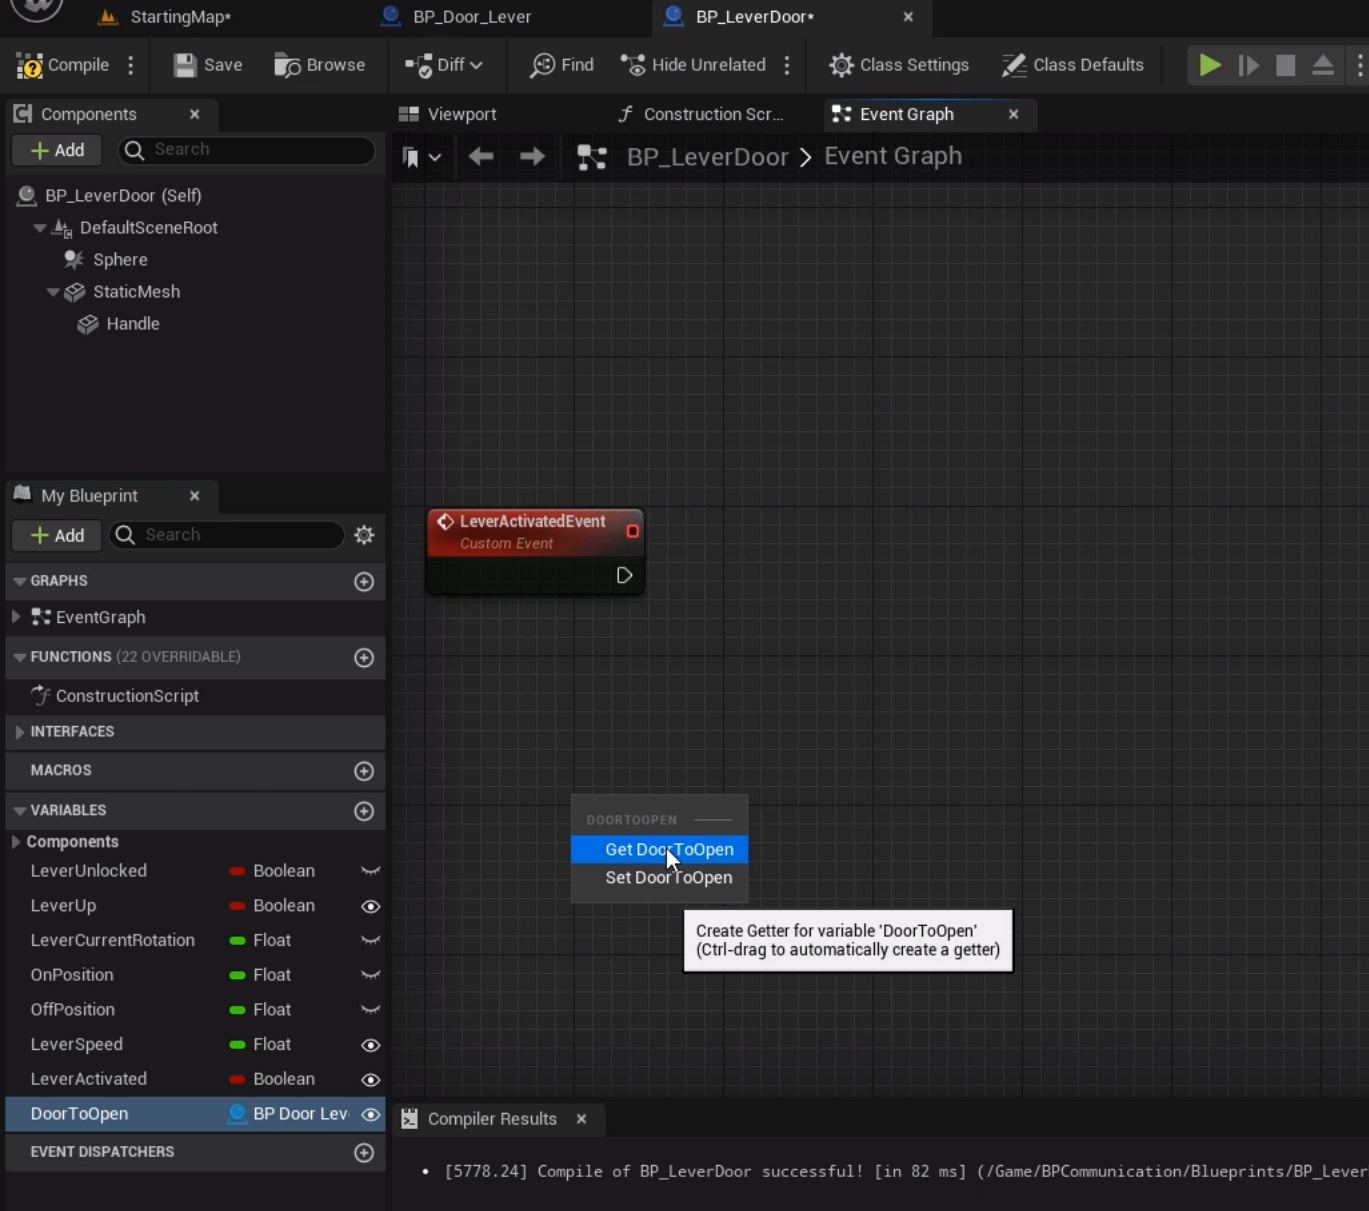 StartingMap*
BP_Door_Lever
BP_LeverDoor*
Compile
Save
Browse
Diff
Find
Hide Unrelated
Class Settings
Class Defaults
Components
Viewport
Construction Scr...
Event Graph
Add
Search
BP_LeverDoor > Event Graph
BP_LeverDoor (Self)
DefaultSceneRoot
Sphere
StaticMesh
Handle
My Blueprint
Add
Search
GRAPHS
EventGraph
FUNCTIONS (22 OVERRIDABLE)
ConstructionScript
INTERFACES
MACROS
VARIABLES
Components
LeverUnlocked Boolean
LeverUp Boolean
LeverCurrentRotation Float
OnPosition Float
OffPosition Float
LeverSpeed Float
LeverActivated Boolean
DoorToOpen BP Door Lev
EVENT DISPATCHERS
LeverActivatedEvent
Custom Event
DOORTOOPEN
Get DoorToOpen
Set DoorToOpen
Create Getter for variable 'DoorToOpen'
(Ctrl-drag to automatically create a getter)
Compiler Results
[5778.24] Compile of BP_LeverDoor successful! [in 82 ms] (/Game/BPCommunication/Blueprints/BP_Lever